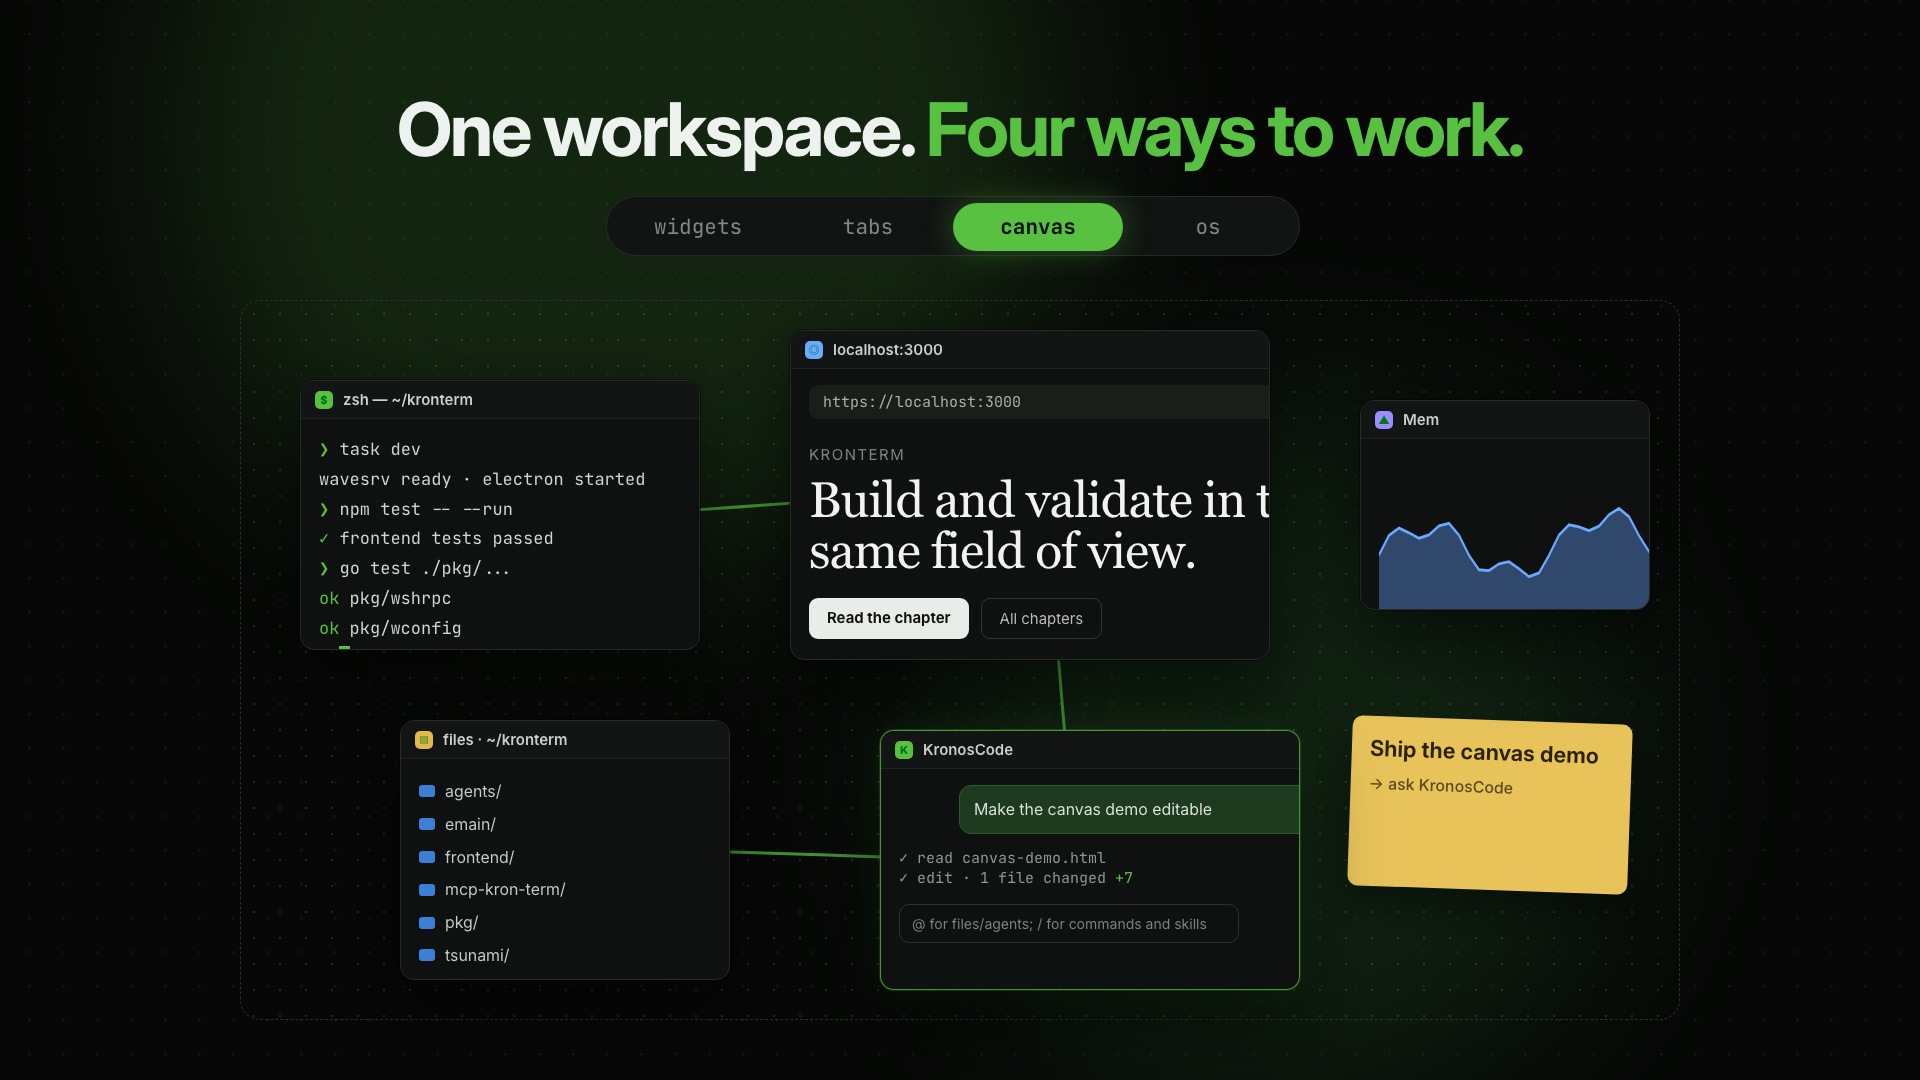 One workspace. Four ways to work.
widgets
tabs
canvas
os
$ zsh — ~/kronterm
❯ task dev
wavesrv ready · electron started
❯ npm test -- --run
✓ frontend tests passed
❯ go test ./pkg/...
ok pkg/wshrpc
ok pkg/wconfig
localhost:3000
https://localhost:3000
KRONTERM
Build and validate in t
same field of view.
Read the chapter
All chapters
Mem
files · ~/kronterm
agents/
emain/
frontend/
mcp-kron-term/
pkg/
tsunami/
K KronosCode
Make the canvas demo editable
✓ read canvas-demo.html
✓ edit · 1 file changed +7
@ for files/agents; / for commands and skills
Ship the canvas demo
→ ask KronosCode